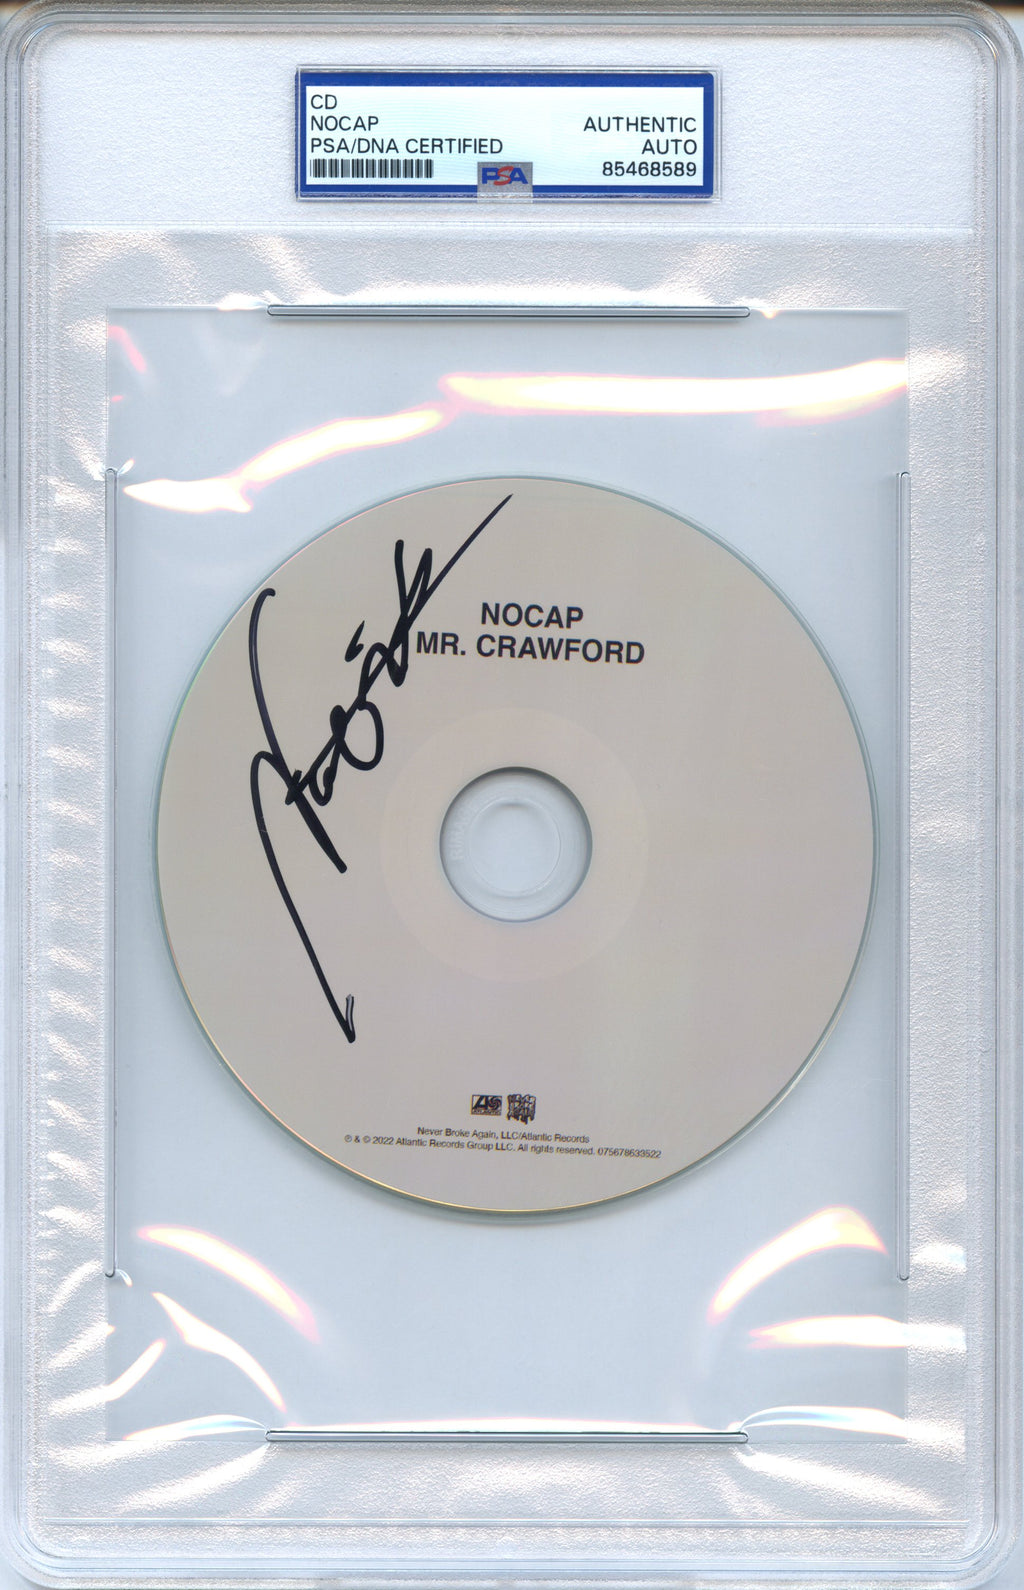 CD
NOCAP
PSA/DNA CERTIFIED
AUTHENTIC
AUTO
85468589
PSA
NOCAP
MR. CRAWFORD
ATLANTIC
Never Broke Again, LLC/Atlantic Records
℗ & © 2022 Atlantic Records Group LLC. All rights reserved. 075678633522